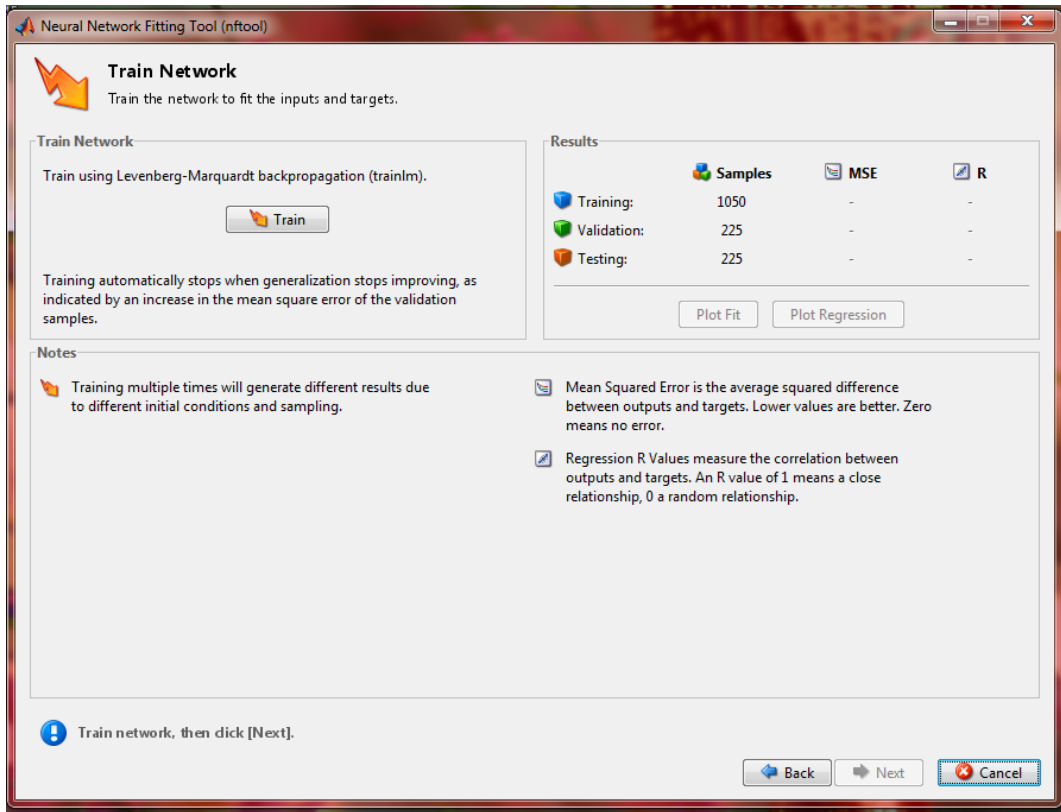 Neural Network Fitting Tool (nftool)
Train Network
Train the network to fit the inputs and targets.
Train Network
Train using Levenberg-Marquardt backpropagation (trainlm).
Train
Training automatically stops when generalization stops improving, as
indicated by an increase in the mean square error of the validation
samples.
Results
Samples MSE R
Training: 1050 - -
Validation: 225 - -
Testing: 225 - -
Plot Fit Plot Regression
Notes
Training multiple times will generate different results due
to different initial conditions and sampling.
Mean Squared Error is the average squared difference
between outputs and targets. Lower values are better. Zero
means no error.
Regression R Values measure the correlation between
outputs and targets. An R value of 1 means a close
relationship, 0 a random relationship.
Train network, then click [Next].
Back Next Cancel